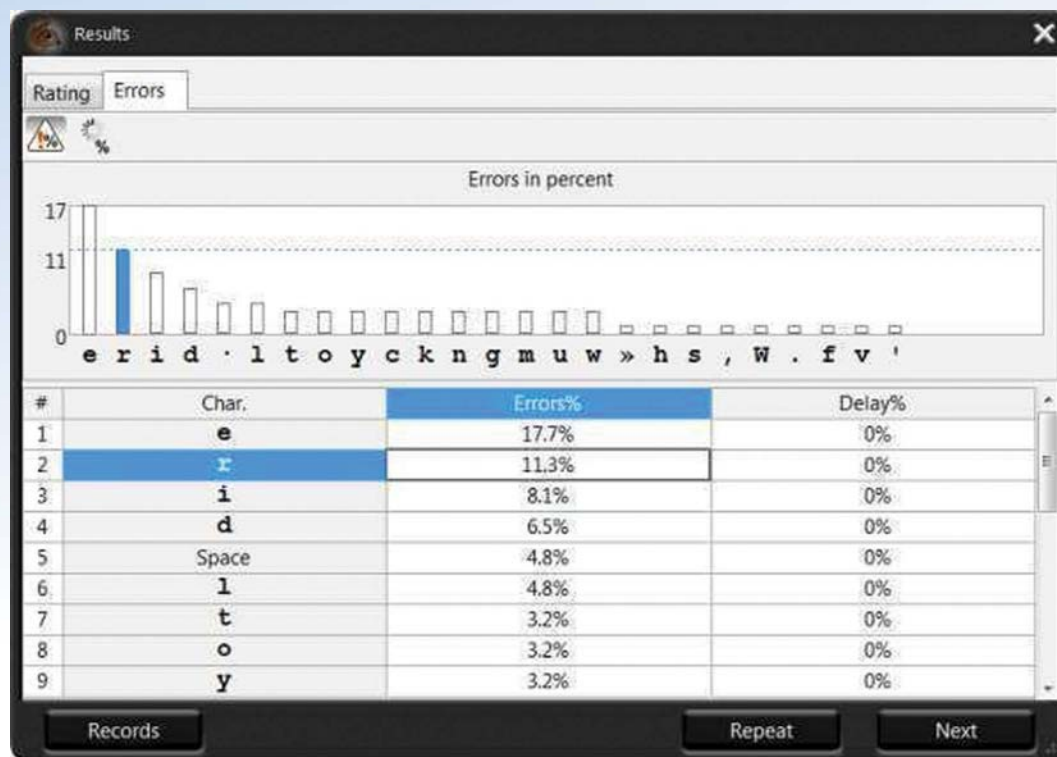 Results
Rating Errors
!% %
Errors in percent
17
11
0
e r i d · l t o y c k n g m u w » h s , W . f v '
# Char. Errors% Delay%
1 e 17.7% 0%
2 r 11.3% 0%
3 i 8.1% 0%
4 d 6.5% 0%
5 Space 4.8% 0%
6 l 4.8% 0%
7 t 3.2% 0%
8 o 3.2% 0%
9 y 3.2% 0%
Records Repeat Next